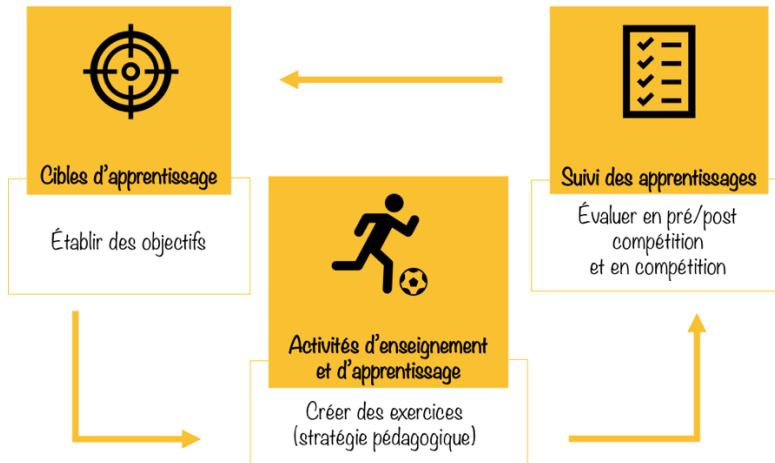 Cibles d'apprentissage
Établir des objectifs
Activités d'enseignement
et d'apprentissage
Créer des exercices
(stratégie pédagogique)
Suivi des apprentissages
Évaluer en pré/post
compétition
et en compétition